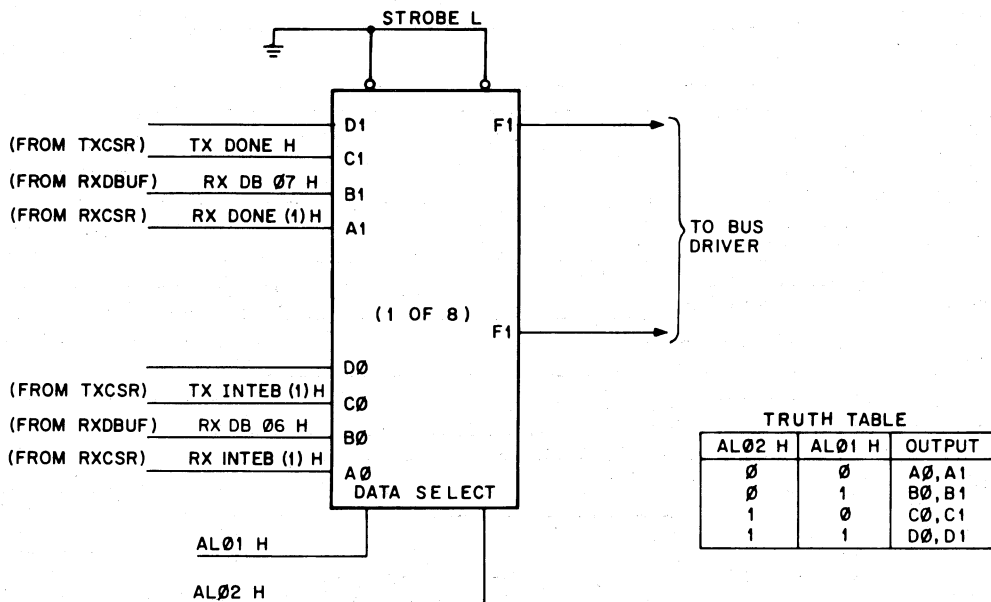 STROBE L
D1 F1
(FROM TXCSR) TX DONE H
C1
(FROM RXDBUF) RX DB Ø7 H
B1
(FROM RXCSR) RX DONE (1) H
A1
TO BUS
DRIVER
(1 OF 8)
F1
DØ
(FROM TXCSR) TX INTEB (1) H
CØ
(FROM RXDBUF) RX DB Ø6 H
BØ
(FROM RXCSR) RX INTEB (1) H
AØ
DATA SELECT
ALØ1 H
ALØ2 H
TRUTH TABLE
ALØ2 H ALØ1 H OUTPUT
Ø Ø AØ, A1
Ø 1 BØ, B1
1 Ø CØ, C1
1 1 DØ, D1